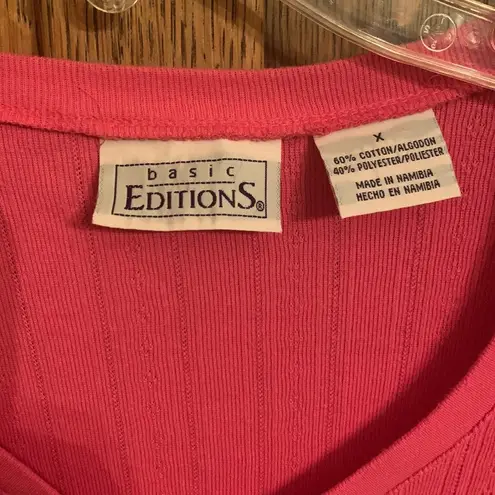 basic
EDITIONS®
X
60% COTTON/ALGODON
40% POLYESTER/POLIESTER
MADE IN NAMIBIA
HECHO EN NAMIBIA